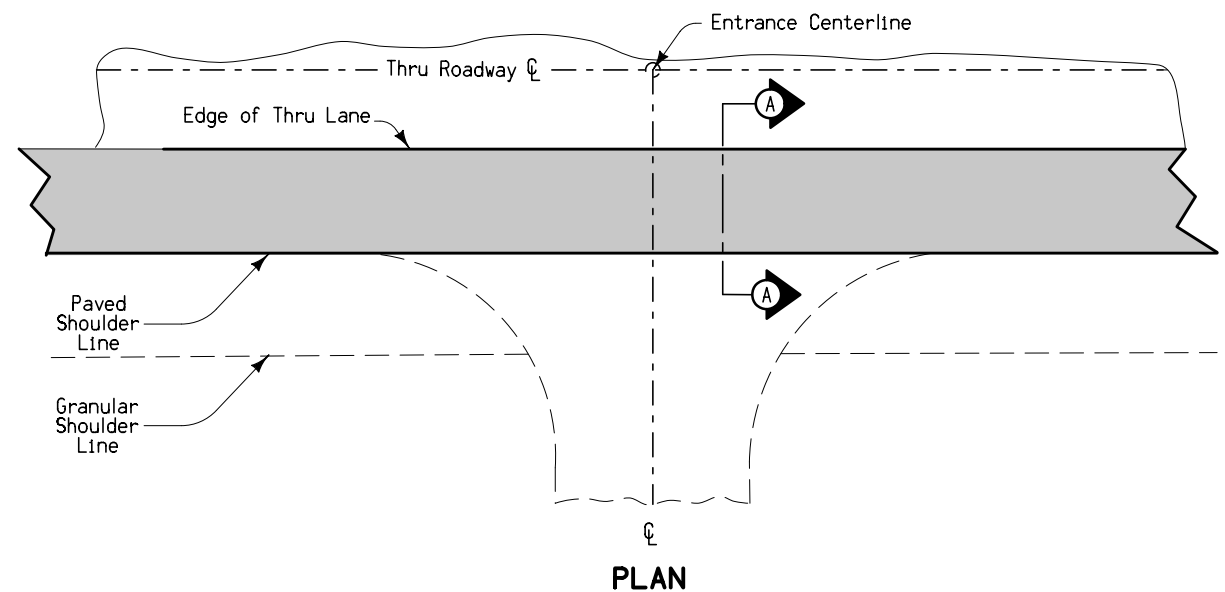 Entrance Centerline
Thru Roadway ℄
A
Edge of Thru Lane
A
Paved
Shoulder
Line
Granular
Shoulder
Line
℄
PLAN